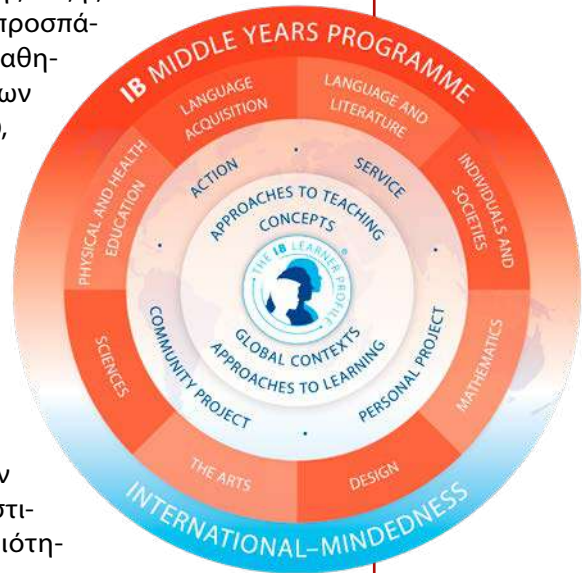 προσπά-
αθη-
ων
,
ν
στι-
ιότη-
IB MIDDLE YEARS PROGRAMME
LANGUAGE
ACQUISITION
LANGUAGE AND
LITERATURE
PHYSICAL AND HEALTH
EDUCATION
INDIVIDUALS AND
SOCIETIES
SCIENCES
MATHEMATICS
THE ARTS
DESIGN
ACTION
SERVICE
COMMUNITY PROJECT
PERSONAL PROJECT
APPROACHES TO TEACHING
CONCEPTS
THE IB LEARNER PROFILE ®
GLOBAL CONTEXTS
APPROACHES TO LEARNING
INTERNATIONAL–MINDEDNESS